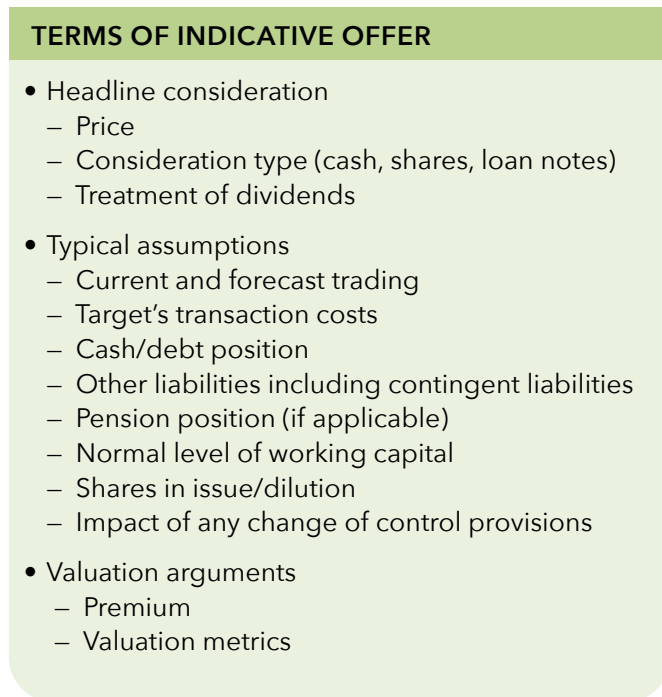 TERMS OF INDICATIVE OFFER
• Headline consideration
– Price
– Consideration type (cash, shares, loan notes)
– Treatment of dividends
• Typical assumptions
– Current and forecast trading
– Target’s transaction costs
– Cash/debt position
– Other liabilities including contingent liabilities
– Pension position (if applicable)
– Normal level of working capital
– Shares in issue/dilution
– Impact of any change of control provisions
• Valuation arguments
– Premium
– Valuation metrics